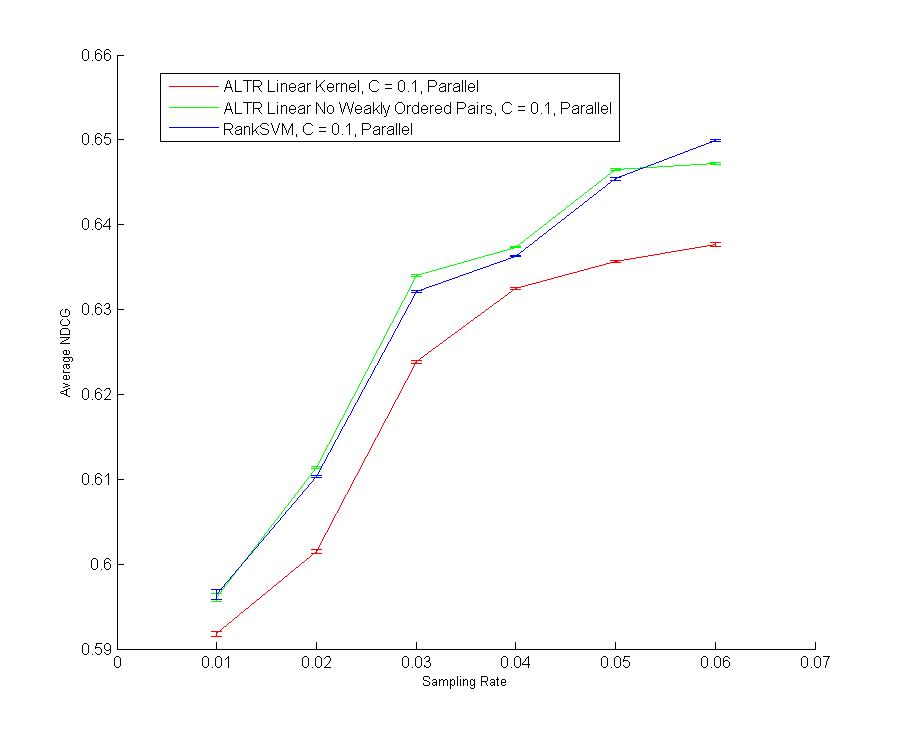 0.66
ALTR Linear Kernel, C = 0.1, Parallel
ALTR Linear No Weakly Ordered Pairs, C = 0.1, Parallel
RankSVM, C = 0.1, Parallel
0.65
0.64
0.63
0.62
0.61
0.6
0.59
Average NDCG
0 0.01 0.02 0.03 0.04 0.05 0.06 0.07
Sampling Rate